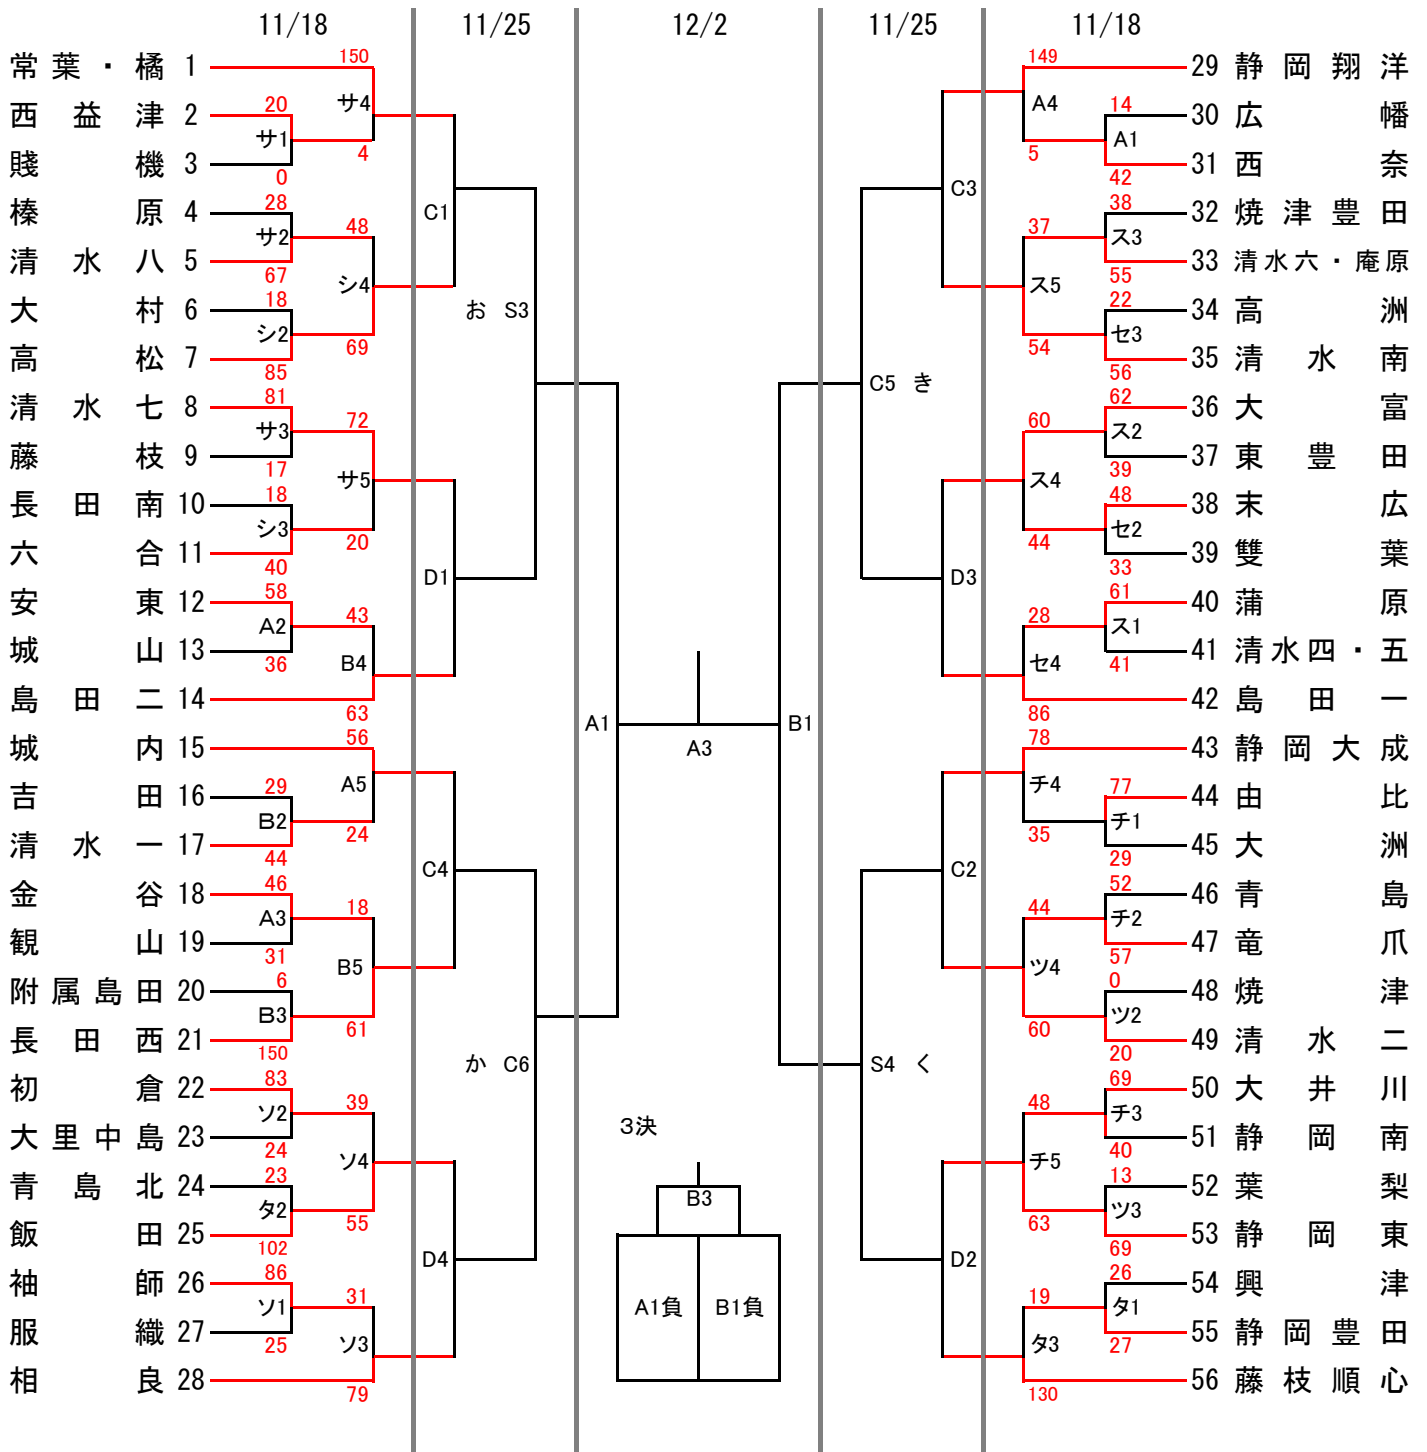 11/18 11/25 12/2 11/25 11/18
常葉・橘 1 150 149 29 静岡翔洋
サ4 A4
西益津 2 20 14 30 広幡
サ1 A1
4 5
賤機 3 0 42 31 西奈
C3
榛原 4 28 C1 38 32 焼津豊田
サ2 48 37 ス3
清水八 5 67 55 33 清水六・庵原
シ4 ス5
大村 6 18 お S3 22 34 高洲
シ2 69 54 セ3
高松 7 85 56 35 清水南
C5 き
清水七 8 81 62 36 大富
サ3 72 60 ス2
藤枝 9 17 39 37 東豊田
サ5 ス4
長田南 10 18 48 38 末広
シ3 20 44 セ2
六合 11 40 33 39 雙葉
D1 D3
安東 12 58 61 40 蒲原
A2 43 28 ス1
城山 13 36 41 41 清水四・五
B4 セ4
島田二 14 63 86 42 島田一
A1 A3 B1
城内 15 56 78 43 静岡大成
A5 チ4
吉田 16 29 77 44 由比
B2 24 35 チ1
清水一 17 44 29 45 大洲
C4 C2
金谷 18 46 52 46 青島
A3 18 44 チ2
観山 19 31 57 47 竜爪
B5 ツ4
附属島田 20 6 0 48 焼津
B3 61 60 ツ2
長田西 21 150 20 49 清水二
か C6 S4 く
初倉 22 83 69 50 大井川
ソ2 39 48 チ3
3決
大里中島 23 24 40 51 静岡南
ソ4 チ5
青島北 24 23 B3 13 52 葉梨
タ2 55 63 ツ3
飯田 25 102 69 53 静岡東
D4 D2
袖師 26 86 26 54 興津
ソ1 31 A1負 B1負 19 タ1
服織 27 25 27 55 静岡豊田
ソ3 タ3
相良 28 79 130 56 藤枝順心